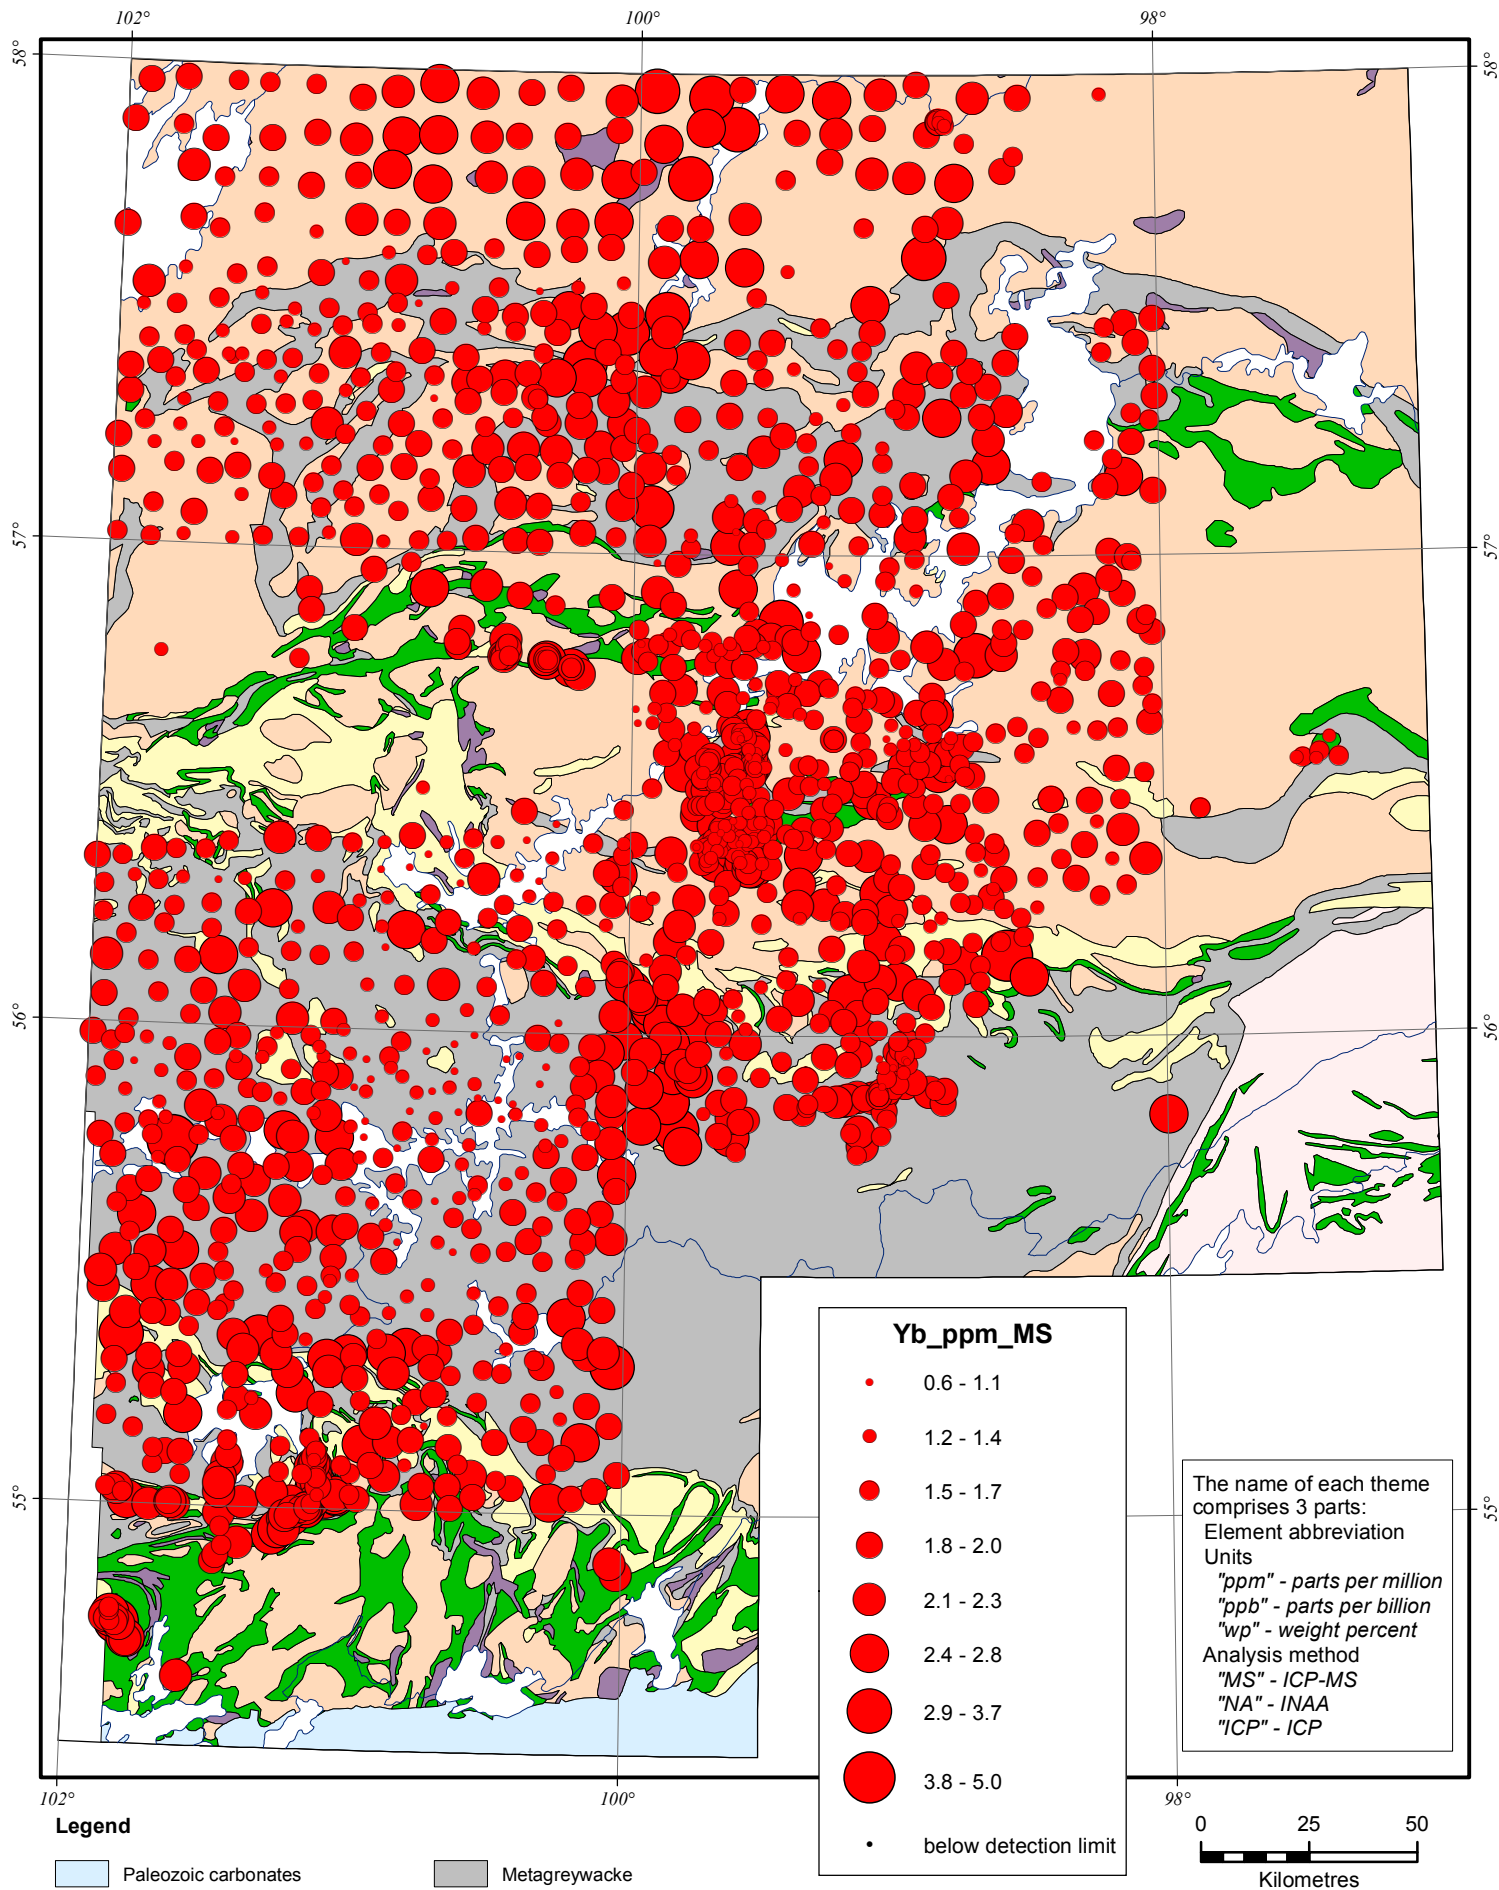 102°
100°
98°
58°
58°
57°
57°
56°
56°
55°
55°
Yb_ppm_MS
0.6 - 1.1
1.2 - 1.4
1.5 - 1.7
1.8 - 2.0
2.1 - 2.3
2.4 - 2.8
2.9 - 3.7
3.8 - 5.0
below detection limit
The name of each theme
comprises 3 parts:
Element abbreviation
Units
"ppm" - parts per million
"ppb" - parts per billion
"wp" - weight percent
Analysis method
"MS" - ICP-MS
"NA" - INAA
"ICP" - ICP
102°
100°
98°
Legend
Paleozoic carbonates
Metagreywacke
0 25 50
Kilometres